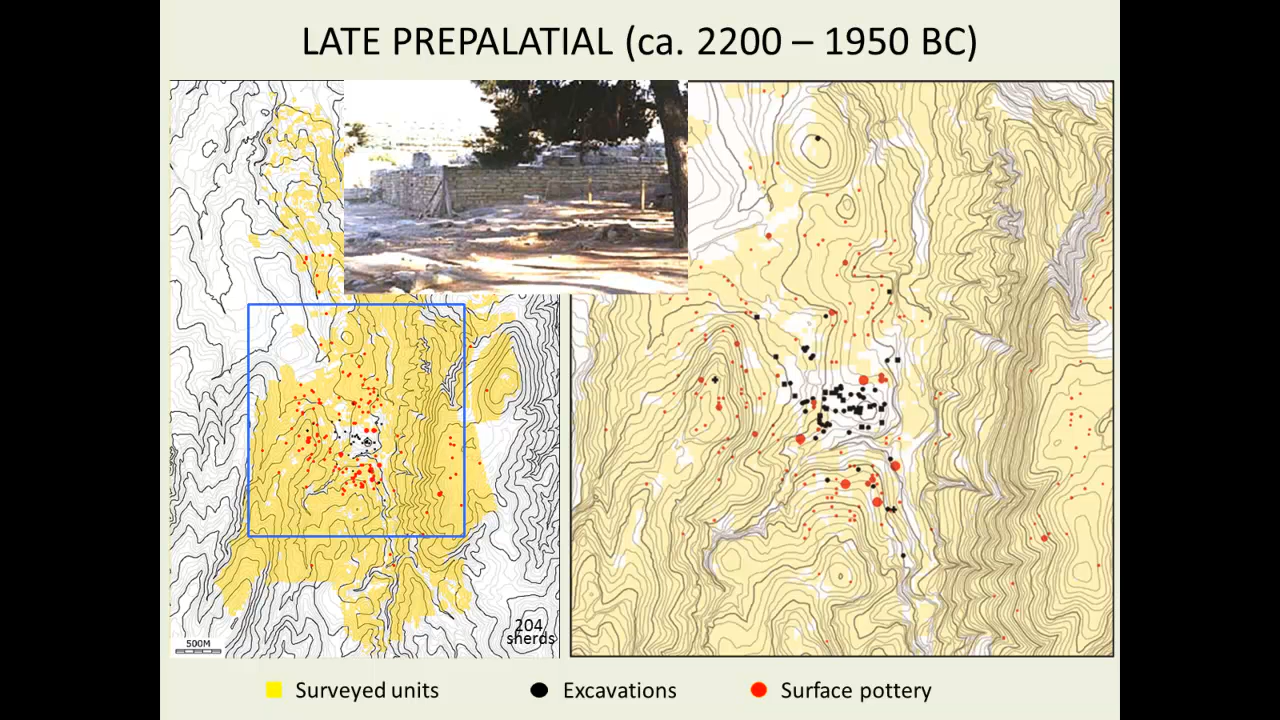 LATE PREPALATIAL (ca. 2200 – 1950 BC)
204
sherds
500M
Surveyed units
Excavations
Surface pottery